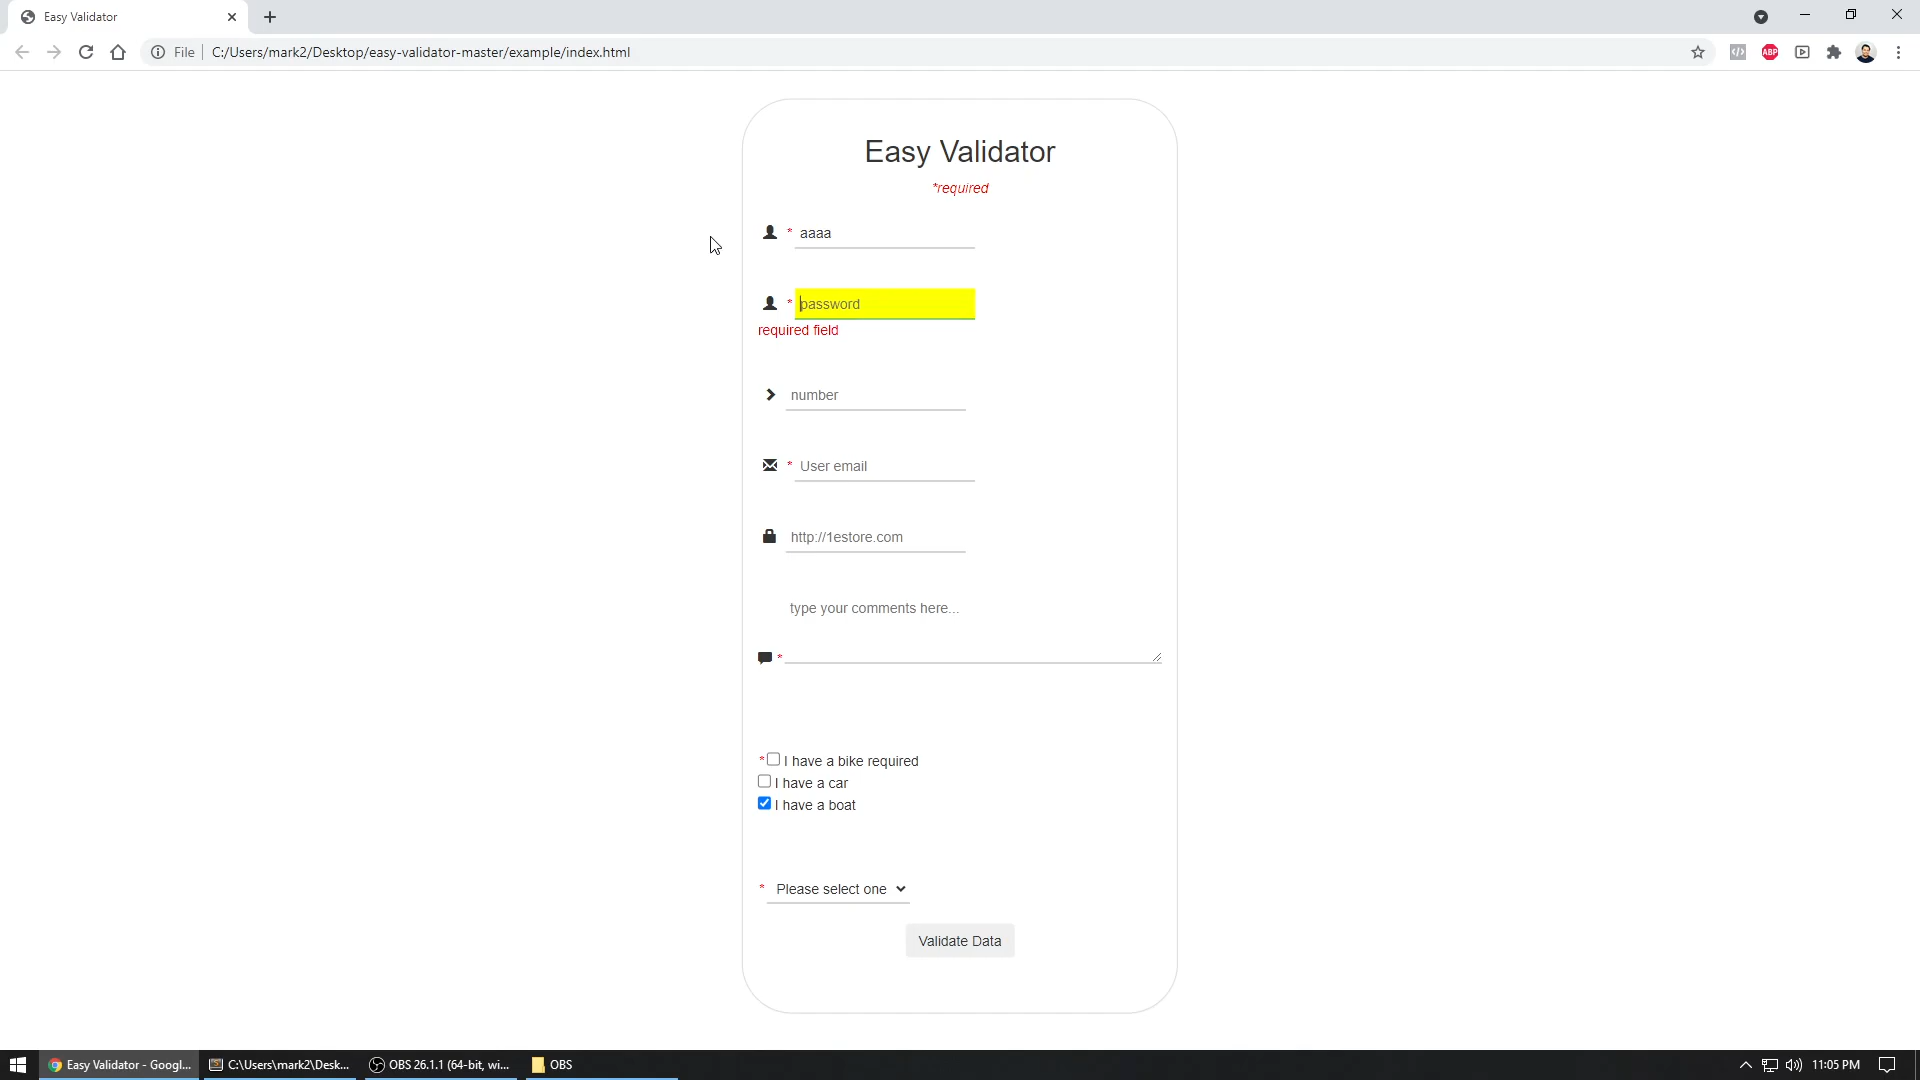 Easy Validator
File
C:/Users/mark2/Desktop/easy-validator-master/example/index.html
ABP
Easy Validator
*required
* aaaa
* password
required field
number
* User email
http://1estore.com
type your comments here...
*
* I have a bike required
I have a car
I have a boat
* Please select one
Validate Data
Easy Validator - Googl...
C:\Users\mark2\Desk...
OBS 26.1.1 (64-bit, wi...
OBS
11:05 PM